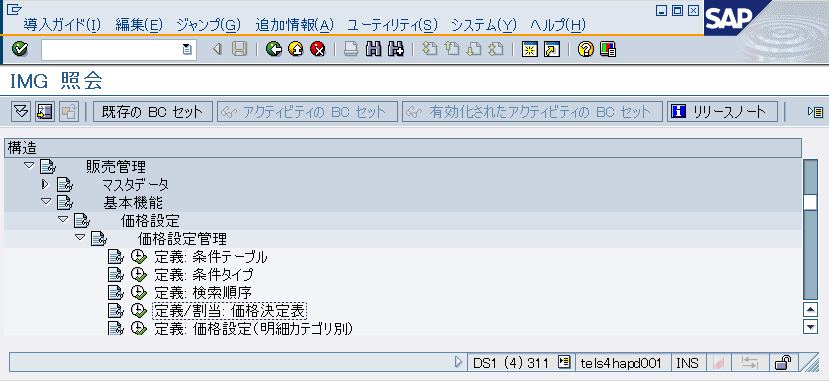 導入ガイド(I) 編集(E) ジャンプ(G) 追加情報(A) ユーティリティ(S) システム(Y) ヘルプ(H)
SAP
IMG 照会
既存の BC セット アクティビティの BC セット 有効化されたアクティビティの BC セット リリースノート
構造
販売管理
マスタデータ
基本機能
価格設定
価格設定管理
定義: 条件テーブル
定義: 条件タイプ
定義: 検索順序
定義/割当: 価格決定表
定義: 価格設定(明細カテゴリ別)
DS1 (4) 311 tels4hapd001 INS